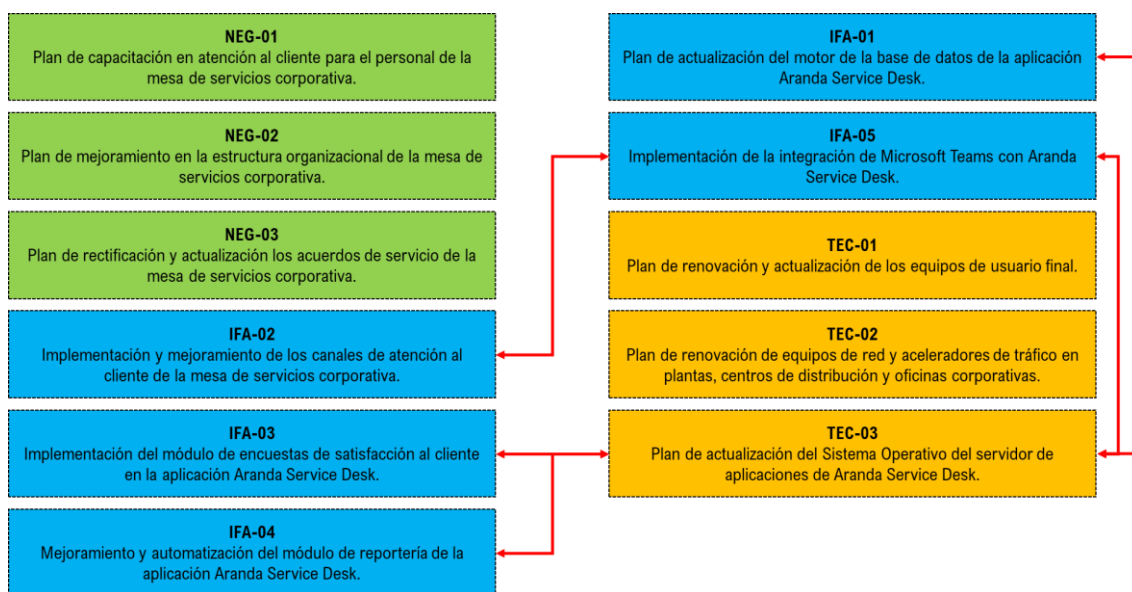 NEG-01
Plan de capacitación en atención al cliente para el personal de la
mesa de servicios corporativa.
NEG-02
Plan de mejoramiento en la estructura organizacional de la mesa de
servicios corporativa.
NEG-03
Plan de rectificación y actualización los acuerdos de servicio de la
mesa de servicios corporativa.
IFA-02
Implementación y mejoramiento de los canales de atención al
cliente de la mesa de servicios corporativa.
IFA-03
Implementación del módulo de encuestas de satisfacción al cliente
en la aplicación Aranda Service Desk.
IFA-04
Mejoramiento y automatización del módulo de reportería de la
aplicación Aranda Service Desk.
IFA-01
Plan de actualización del motor de la base de datos de la aplicación
Aranda Service Desk.
IFA-05
Implementación de la integración de Microsoft Teams con Aranda
Service Desk.
TEC-01
Plan de renovación y actualización de los equipos de usuario final.
TEC-02
Plan de renovación de equipos de red y aceleradores de tráfico en
plantas, centros de distribución y oficinas corporativas.
TEC-03
Plan de actualización del Sistema Operativo del servidor de
aplicaciones de Aranda Service Desk.